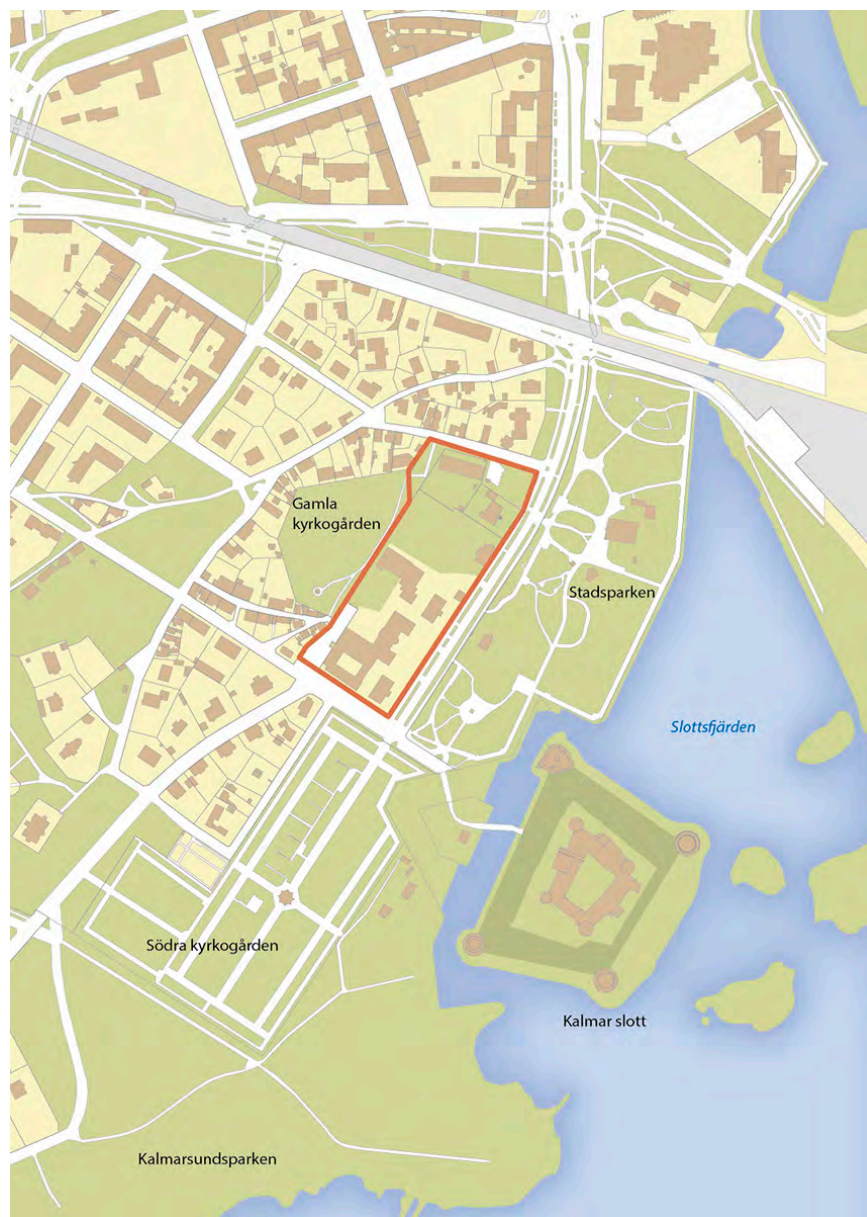 Gamla
kyrkogården
Stadsparken
Slottsfjärden
Södra kyrkogården
Kalmar slott
Kalmarsundsparken